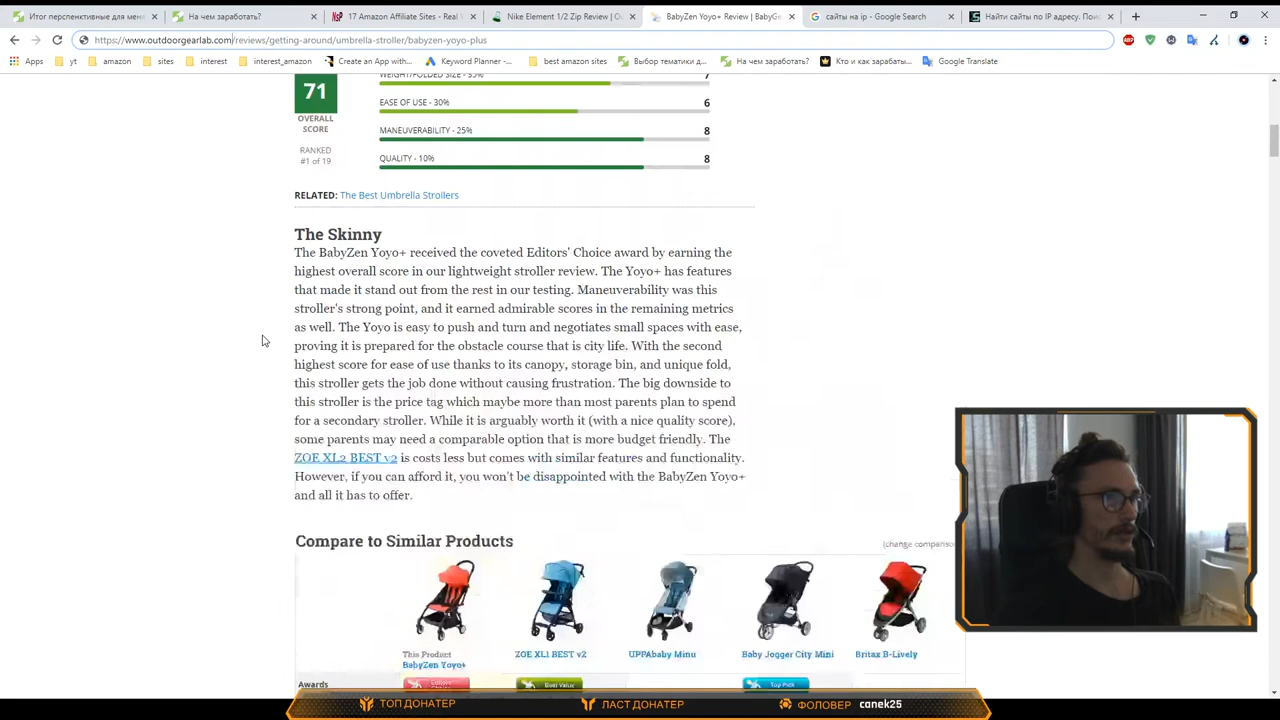 Итог перспективные для мен
На чем заработать?
17 Amazon Affiliate Sites - Real W
Nike Element 1/2 Zip Review | Ou
BabyZen Yoyo+ Review | BabyGe
сайты на ip - Google Search
Найти сайты по IP адресу. Поис
https://www.outdoorgearlab.com/reviews/getting-around/umbrella-stroller/babyzen-yoyo-plus
Apps
yt
amazon
sites
interest
interest_amazon
Create an App with...
Keyword Planner -...
best amazon sites
Выбор тематики д...
На чем заработать?
Кто и как зарабаты...
Google Translate
71
OVERALL
SCORE
RANKED
#1 of 19
WEIGHT/FOLDED SIZE - 35% 7
EASE OF USE - 30% 6
MANEUVERABILITY - 25% 8
QUALITY - 10% 8
RELATED: The Best Umbrella Strollers
The Skinny
The BabyZen Yoyo+ received the coveted Editors' Choice award by earning the
highest overall score in our lightweight stroller review. The Yoyo+ has features
that made it stand out from the rest in our testing. Maneuverability was this
stroller's strong point, and it earned admirable scores in the remaining metrics
as well. The Yoyo is easy to push and turn and negotiates small spaces with ease,
proving it is prepared for the obstacle course that is city life. With the second
highest score for ease of use thanks to its canopy, storage bin, and unique fold,
this stroller gets the job done without causing frustration. The big downside to
this stroller is the price tag which maybe more than most parents plan to spend
for a secondary stroller. While it is arguably worth it (with a nice quality score),
some parents may need a comparable option that is more budget friendly. The
ZOE XL2 BEST v2 is costs less but comes with similar features and functionality.
However, if you can afford it, you won't be disappointed with the BabyZen Yoyo+
and all it has to offer.
Compare to Similar Products
(change comparison
This Product
BabyZen Yoyo+
ZOE XL1 BEST v2
UPPAbaby Minu
Baby Jogger City Mini
Britax B-Lively
Awards
Best Value
Top Pick
ТОП ДОНАТЕР
ЛАСТ ДОНАТЕР
ФОЛОВЕР canek25